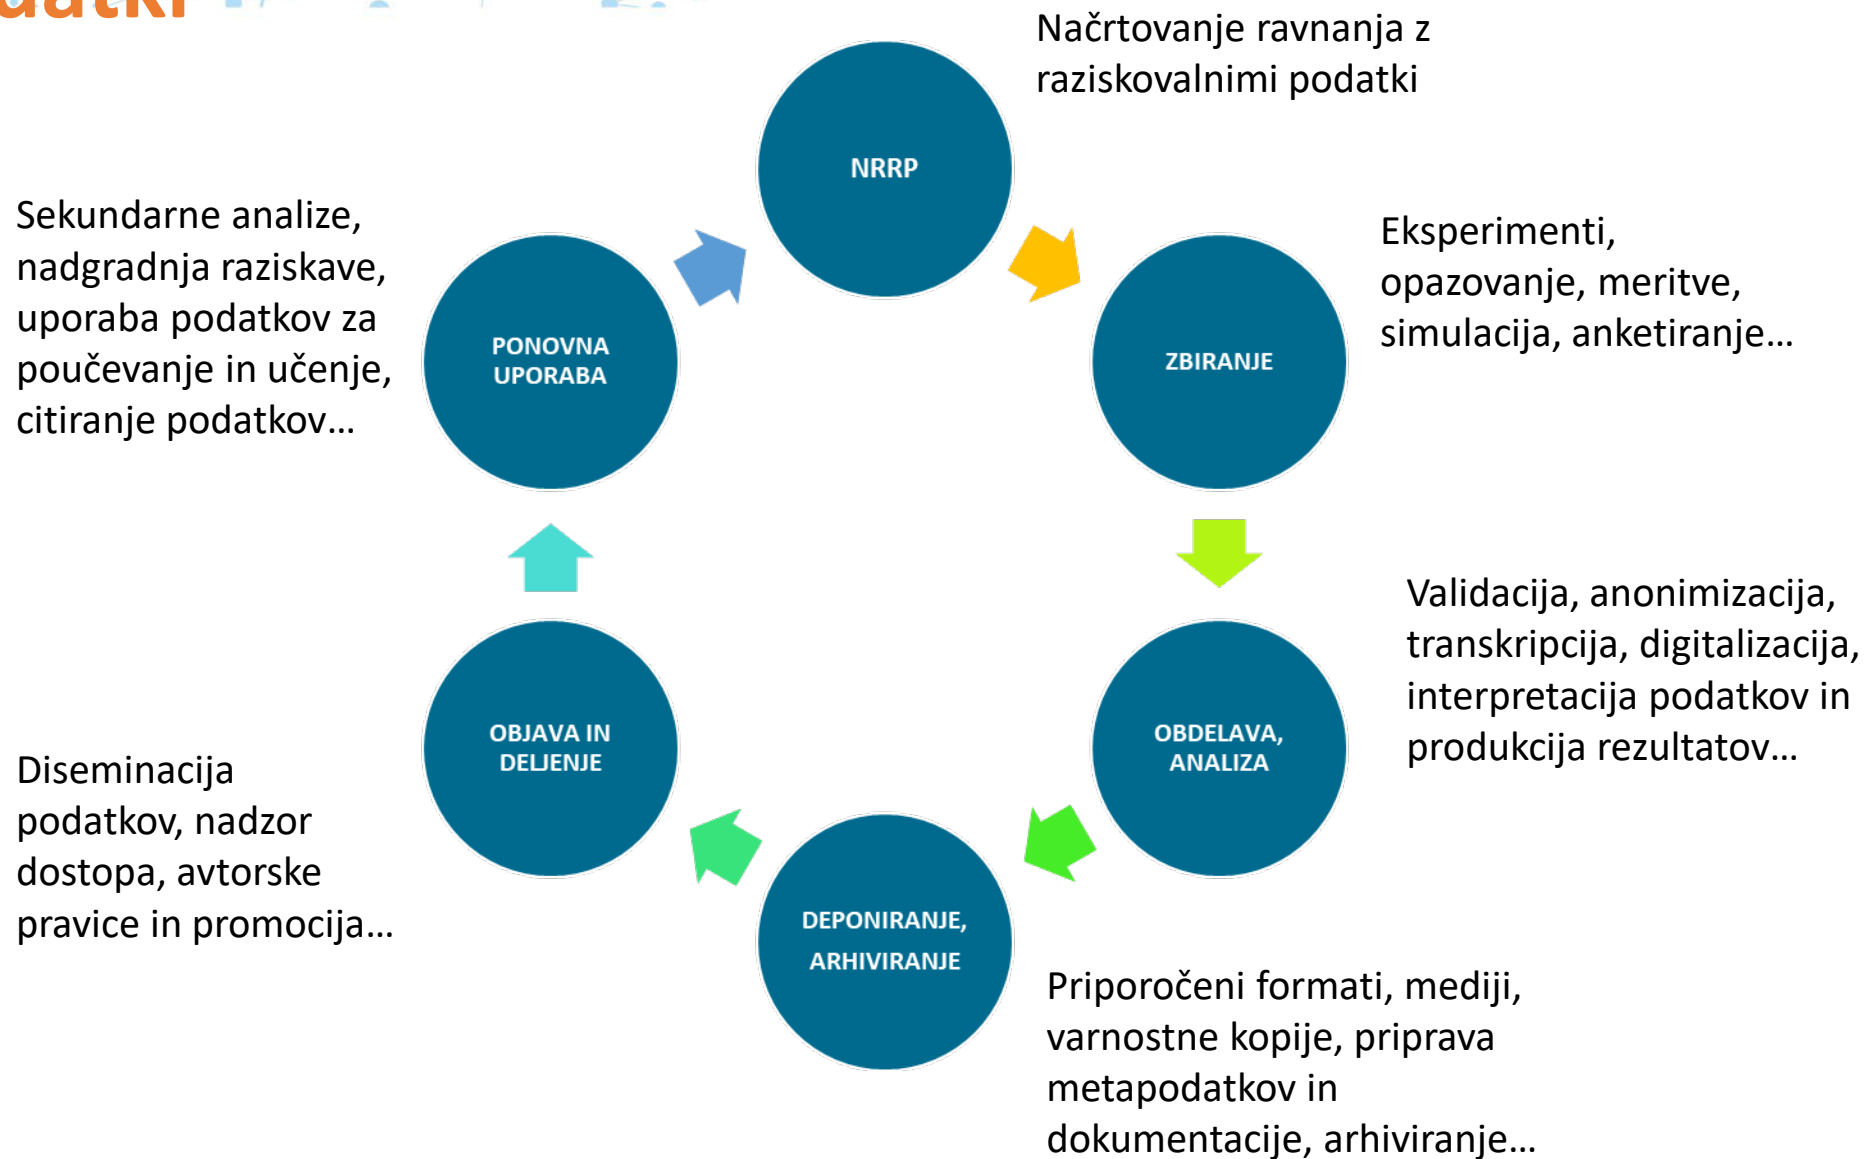 Načrtovanje ravnanja z
raziskovalnimi podatki
NRRP
Eksperimenti,
opazovanje, meritve,
simulacija, anketiranje…
ZBIRANJE
Validacija, anonimizacija,
transkripcija, digitalizacija,
interpretacija podatkov in
produkcija rezultatov…
OBDELAVA,
ANALIZA
DEPONIRANJE,
ARHIVIRANJE
Priporočeni formati, mediji,
varnostne kopije, priprava
metapodatkov in
dokumentacije, arhiviranje…
OBJAVA IN
DELJENJE
Diseminacija
podatkov, nadzor
dostopa, avtorske
pravice in promocija…
PONOVNA
UPORABA
Sekundarne analize,
nadgradnja raziskave,
uporaba podatkov za
poučevanje in učenje,
citiranje podatkov…